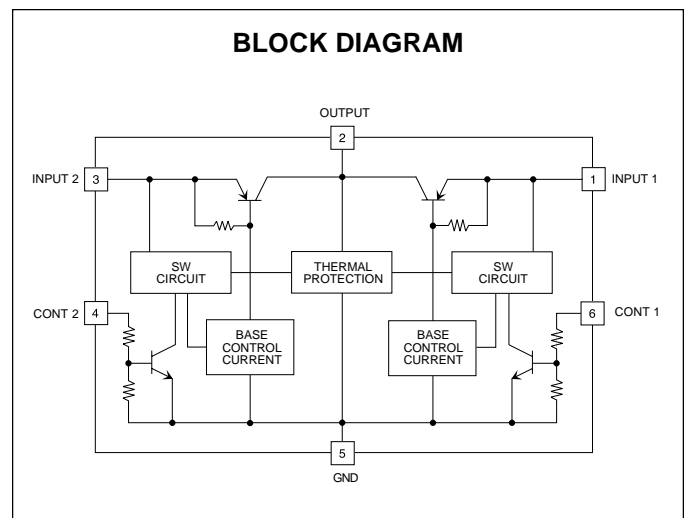 BLOCK DIAGRAM
OUTPUT
2
INPUT 2
3
1
INPUT 1
SW
CIRCUIT
THERMAL
PROTECTION
SW
CIRCUIT
CONT 2
4
6
CONT 1
BASE
CONTROL
CURRENT
BASE
CONTROL
CURRENT
5
GND